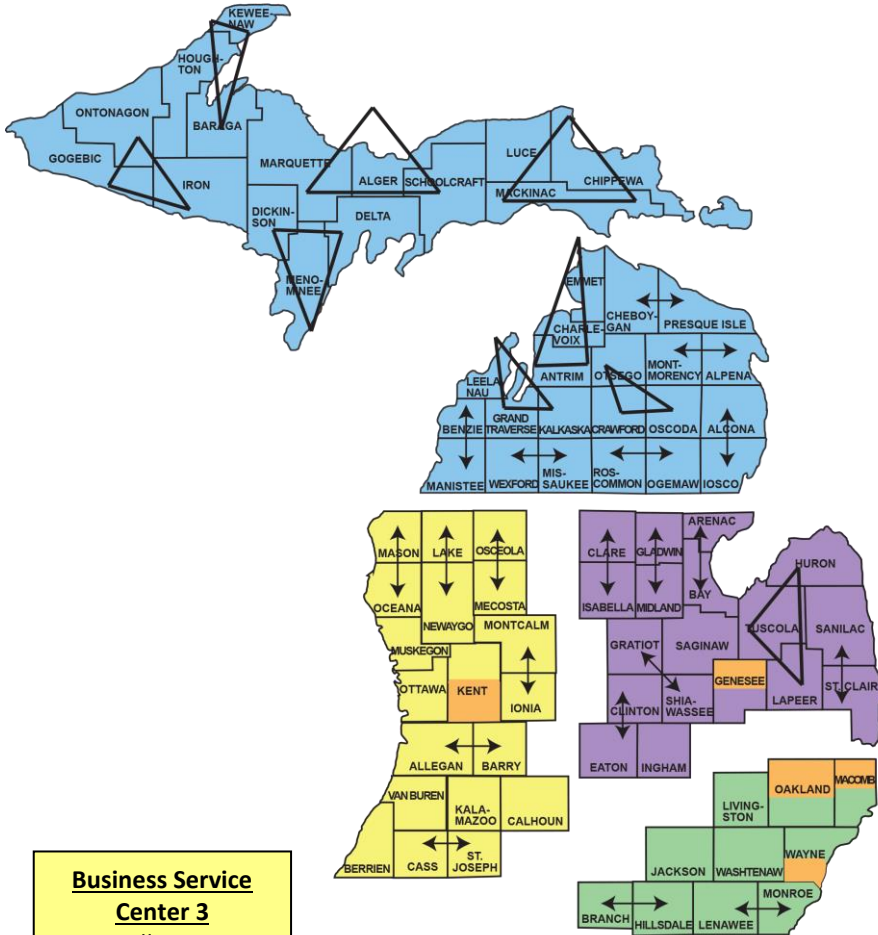 KEWEE-
NAW
HOUGH-
TON
ONTONAGON
BARAGA
GOGEBIC
IRON
MARQUETTE
ALGER
SCHOOLCRAFT
LUCE
CHIPPEWA
MACKINAC
DICKIN-
SON
DELTA
MENO-
MINEE
EMMET
CHEBOY-
GAN
PRESQUE ISLE
CHARLE-
VOIX
ANTRIM
OTSEGO
MONT-
MORENCY
ALPENA
LEELA
NAU
BENZIE
GRAND
TRAVERSE
KALKASKA
CRAWFORD
OSCODA
ALCONA
MANISTEE
WEXFORD
MIS-
SAUKEE
ROS-
COMMON
OGEMAW
IOSCO
MASON
LAKE
OSCEOLA
OCEANA
NEWAYGO
MECOSTA
MONTCALM
MUSKEGON
OTTAWA
KENT
IONIA
ALLEGAN
BARRY
VAN BUREN
KALA-
MAZOO
CALHOUN
BERRIEN
CASS
ST.
JOSEPH
CLARE
GLADWIN
ARENAC
HURON
ISABELLA
MIDLAND
BAY
TUSCOLA
SANILAC
GRATIOT
SAGINAW
GENESEE
LAPEER
ST. CLAIR
CLINTON
SHIA-
WASSEE
EATON
INGHAM
OAKLAND
MACOMB
LIVING-
STON
WAYNE
JACKSON
WASHTENAW
MONROE
BRANCH
HILLSDALE
LENAWEE
Business Service
Center 3